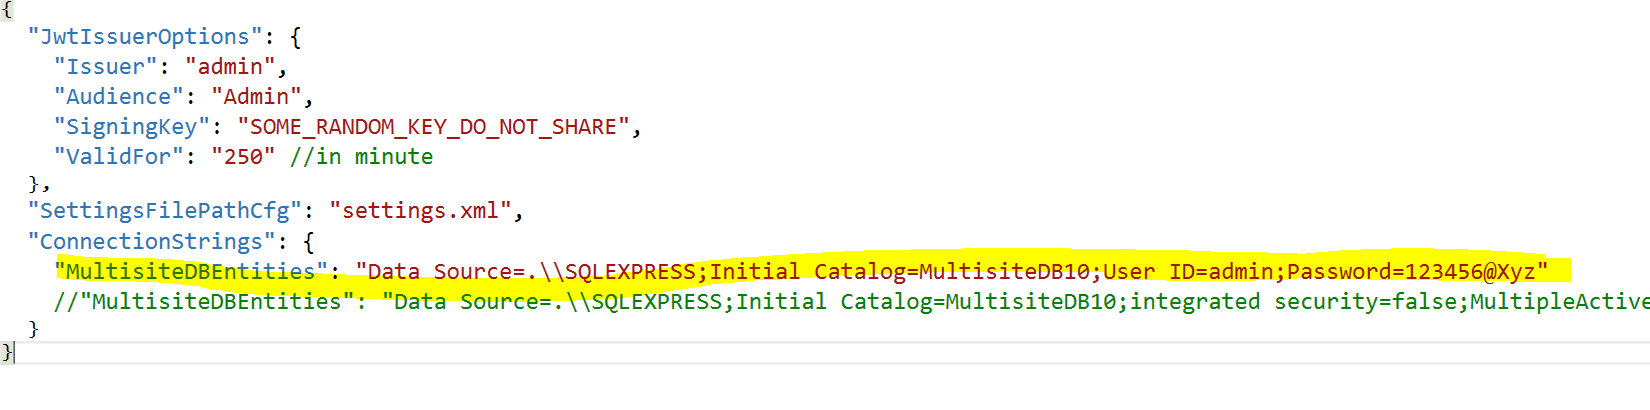 {
"JwtIssuerOptions": {
"Issuer": "admin",
"Audience": "Admin",
"SigningKey": "SOME_RANDOM_KEY_DO_NOT_SHARE",
"ValidFor": "250" //in minute
},
"SettingsFilePathCfg": "settings.xml",
"ConnectionStrings": {
"MultisiteDBEntities": "Data Source=.\\SQLEXPRESS;Initial Catalog=MultisiteDB10;User ID=admin;Password=123456@Xyz"
//"MultisiteDBEntities": "Data Source=.\\SQLEXPRESS;Initial Catalog=MultisiteDB10;integrated security=false;MultipleActive
}
}